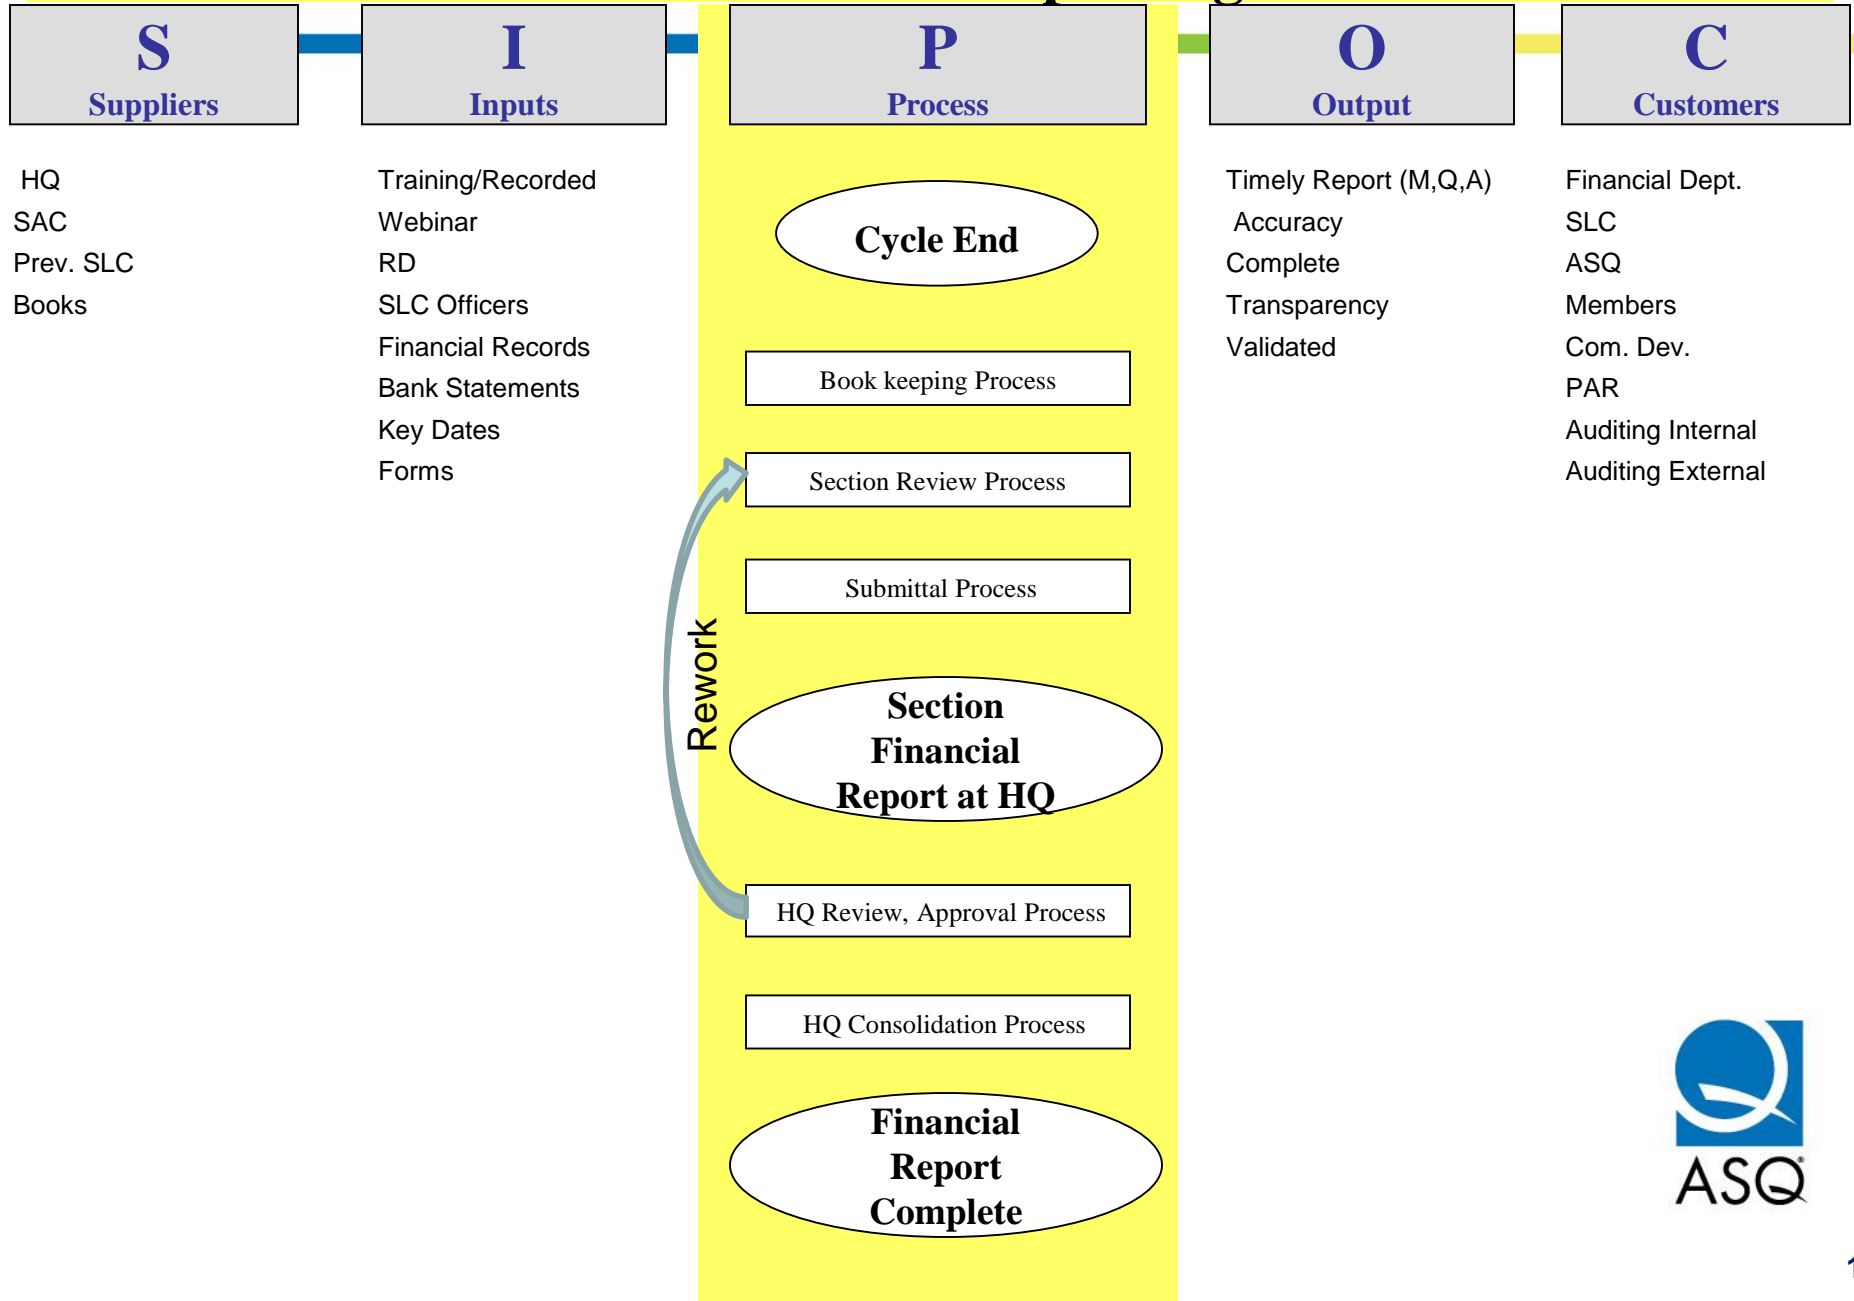 S
Suppliers
I
Inputs
P
Process
O
Output
C
Customers
HQ
SAC
Prev. SLC
Books
Training/Recorded
Webinar
RD
SLC Officers
Financial Records
Bank Statements
Key Dates
Forms
Cycle End
Book keeping Process
Section Review Process
Submittal Process
Rework
Section
Financial
Report at HQ
HQ Review, Approval Process
HQ Consolidation Process
Financial
Report
Complete
Timely Report (M,Q,A)
Accuracy
Complete
Transparency
Validated
Financial Dept.
SLC
ASQ
Members
Com. Dev.
PAR
Auditing Internal
Auditing External
ASQ®